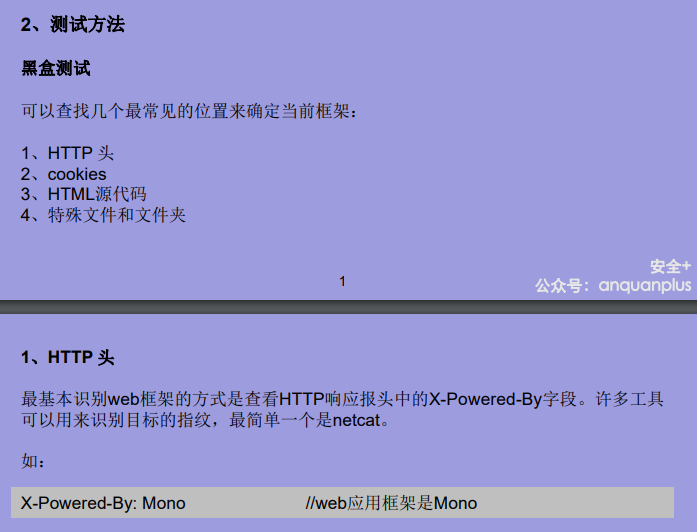 2、测试方法
黑盒测试
可以查找几个最常见的位置来确定当前框架：
1、HTTP 头
2、cookies
3、HTML源代码
4、特殊文件和文件夹
1
安全+
公众号：anquanplus
1、HTTP 头
最基本识别web框架的方式是查看HTTP响应报头中的X-Powered-By字段。许多工具
可以用来识别目标的指纹，最简单一个是netcat。
如：
X-Powered-By: Mono //web应用框架是Mono